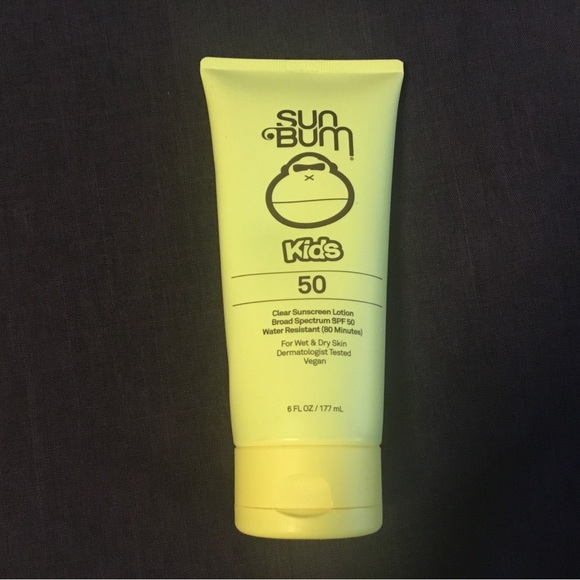 SUN
BUM®
Kids
50
Clear Sunscreen Lotion
Broad Spectrum SPF 50
Water Resistant (80 Minutes)
For Wet & Dry Skin
Dermatologist Tested
Vegan
6 FL OZ / 177 mL